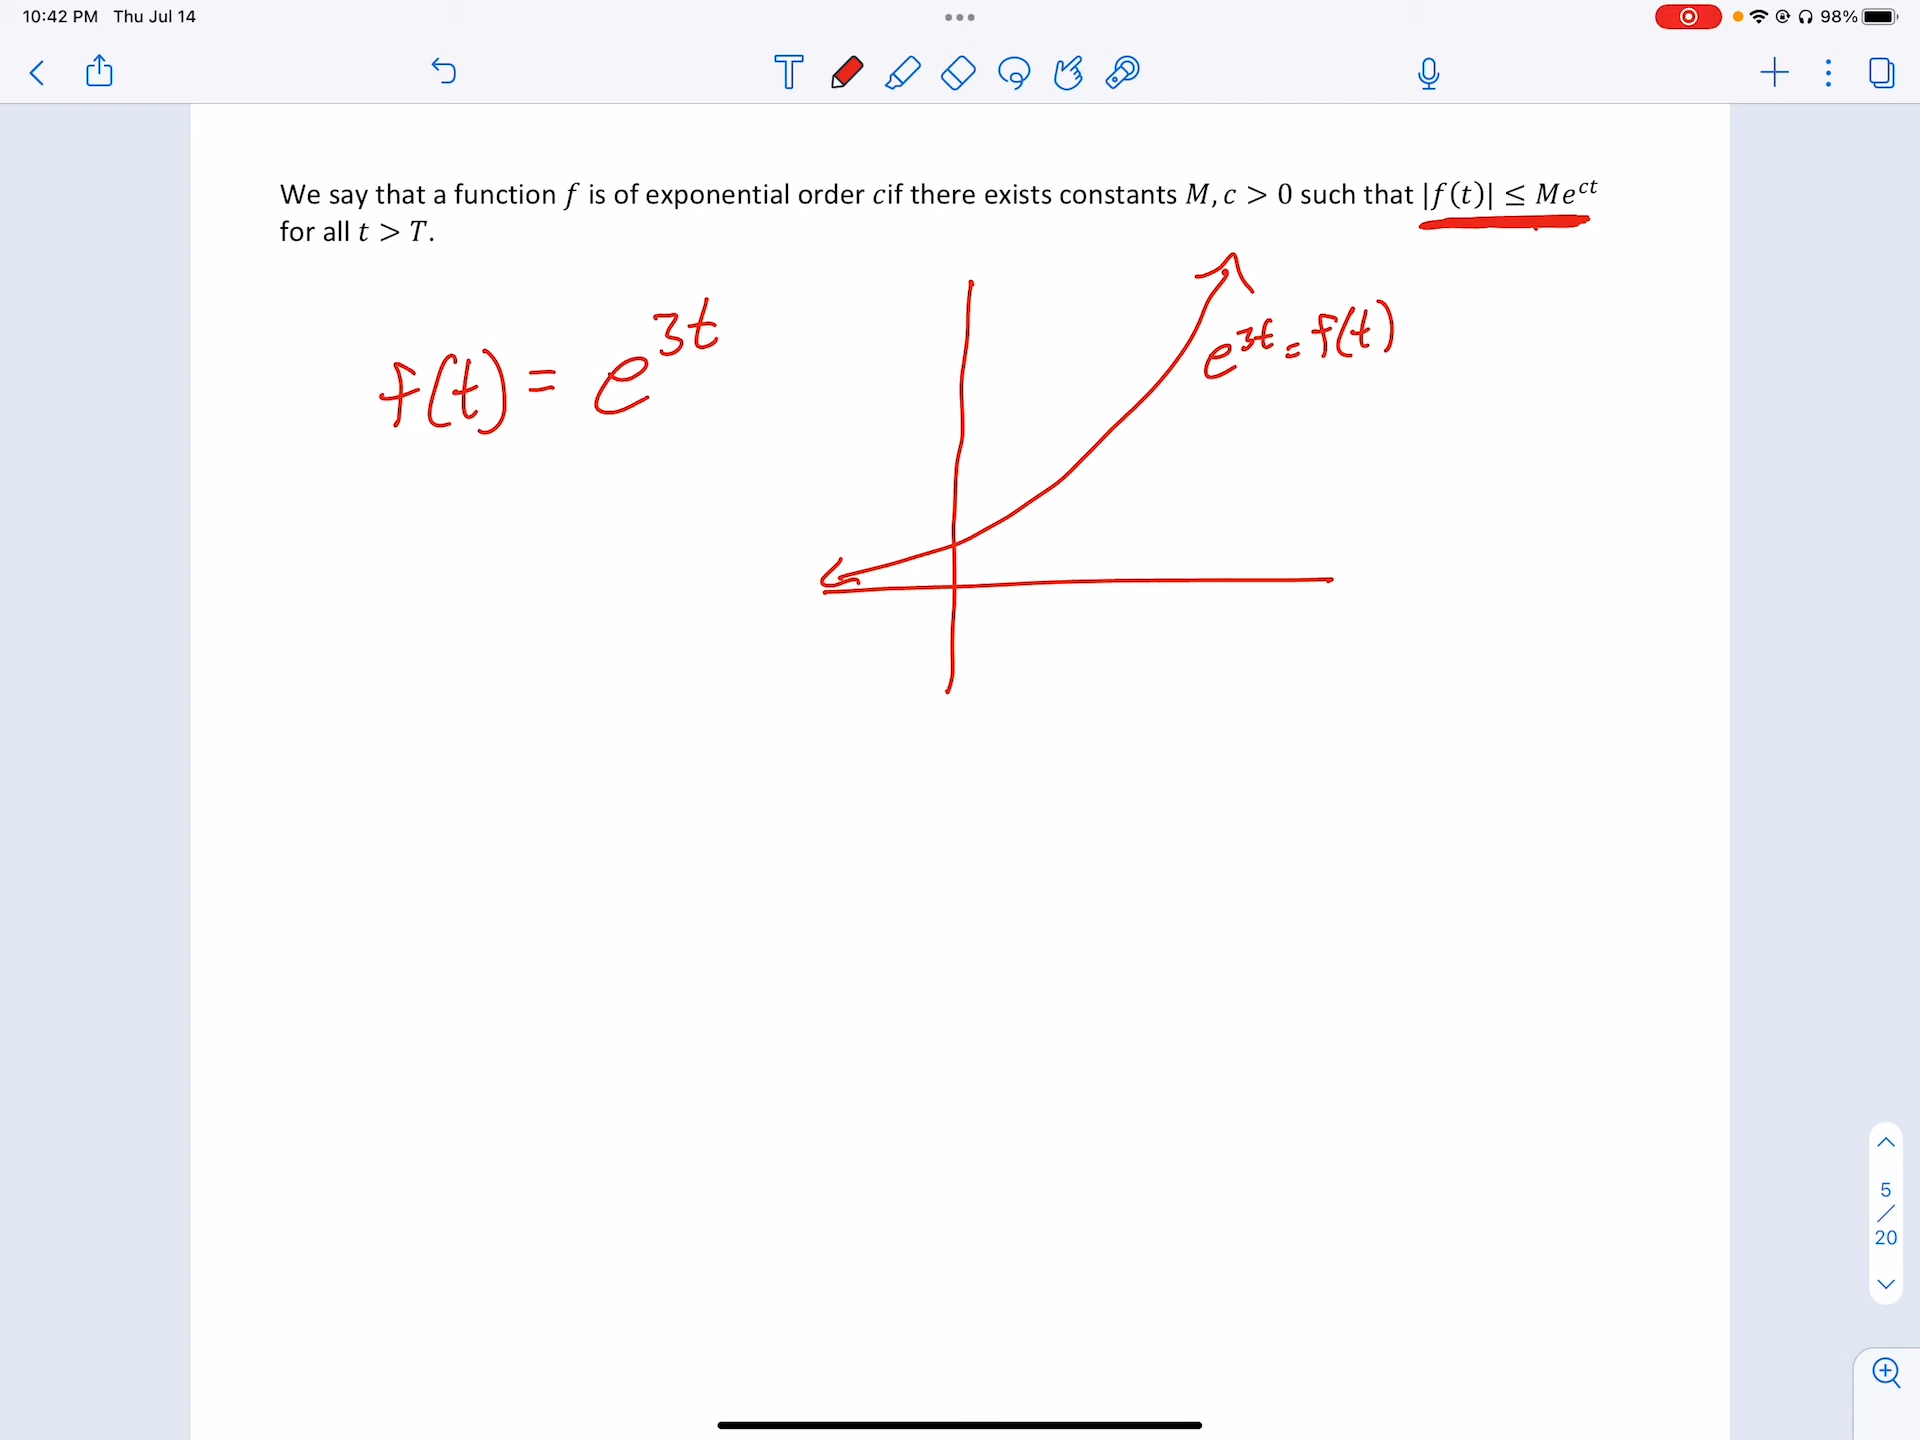 10:42 PM Thu Jul 14
98%
We say that a function f is of exponential order cif there exists constants M, c > 0 such that |f(t)| ≤ Me^{ct}
for all t > T.
f(t) = e^{3t}
e^{3t} = f(t)
5
/
20